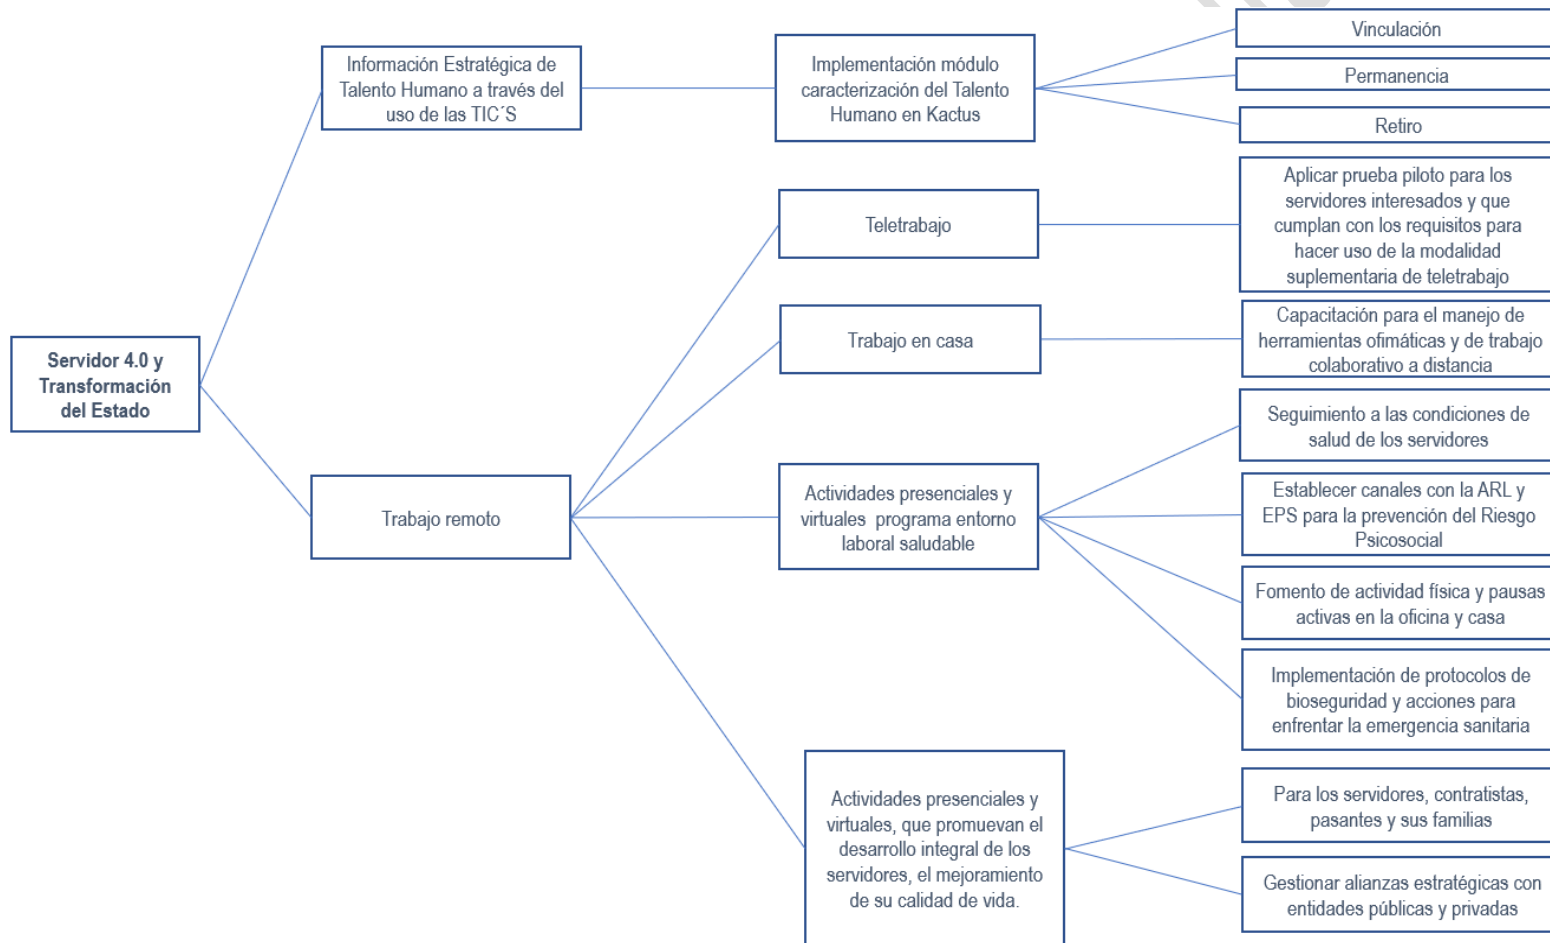 Servidor 4.0 y
Transformación
del Estado
Información Estratégica de
Talento Humano a través del
uso de las TIC´S
Implementación módulo
caracterización del Talento
Humano en Kactus
Vinculación
Permanencia
Retiro
Trabajo remoto
Teletrabajo
Aplicar prueba piloto para los
servidores interesados y que
cumplan con los requisitos para
hacer uso de la modalidad
suplementaria de teletrabajo
Trabajo en casa
Capacitación para el manejo de
herramientas ofimáticas y de trabajo
colaborativo a distancia
Actividades presenciales y
virtuales programa entorno
laboral saludable
Seguimiento a las condiciones de
salud de los servidores
Establecer canales con la ARL y
EPS para la prevención del Riesgo
Psicosocial
Fomento de actividad física y pausas
activas en la oficina y casa
Implementación de protocolos de
bioseguridad y acciones para
enfrentar la emergencia sanitaria
Actividades presenciales y
virtuales, que promuevan el
desarrollo integral de los
servidores, el mejoramiento
de su calidad de vida.
Para los servidores, contratistas,
pasantes y sus familias
Gestionar alianzas estratégicas con
entidades públicas y privadas